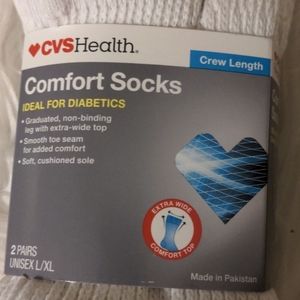 CVSHealth.
Crew Length
Comfort Socks
IDEAL FOR DIABETICS
• Graduated, non-binding
leg with extra-wide top
• Smooth toe seam
for added comfort
• Soft, cushioned sole
EXTRA WIDE
COMFORT TOP
2 PAIRS
UNISEX L/XL
Made in Pakistan